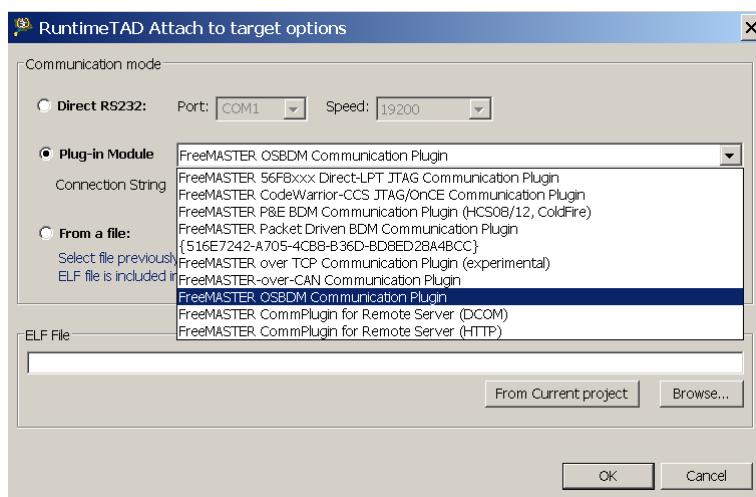 RuntimeTAD Attach to target options
Communication mode
Direct RS232: Port: COM1 Speed: 19200
Plug-in Module FreeMASTER OSBDM Communication Plugin
Connection String
FreeMASTER 56F8xxx Direct-LPT JTAG Communication Plugin
FreeMASTER CodeWarrior-CCS JTAG/OnCE Communication Plugin
FreeMASTER P&E BDM Communication Plugin (HCS08/12, ColdFire)
FreeMASTER Packet Driven BDM Communication Plugin
{516E7242-A705-4CB8-B36D-BD8ED28A4BCC}
From a file:
FreeMASTER over TCP Communication Plugin (experimental)
Select file previously
FreeMASTER-over-CAN Communication Plugin
ELF file is included
FreeMASTER OSBDM Communication Plugin
FreeMASTER CommPlugin for Remote Server (DCOM)
FreeMASTER CommPlugin for Remote Server (HTTP)
ELF File
From Current project Browse...
OK Cancel